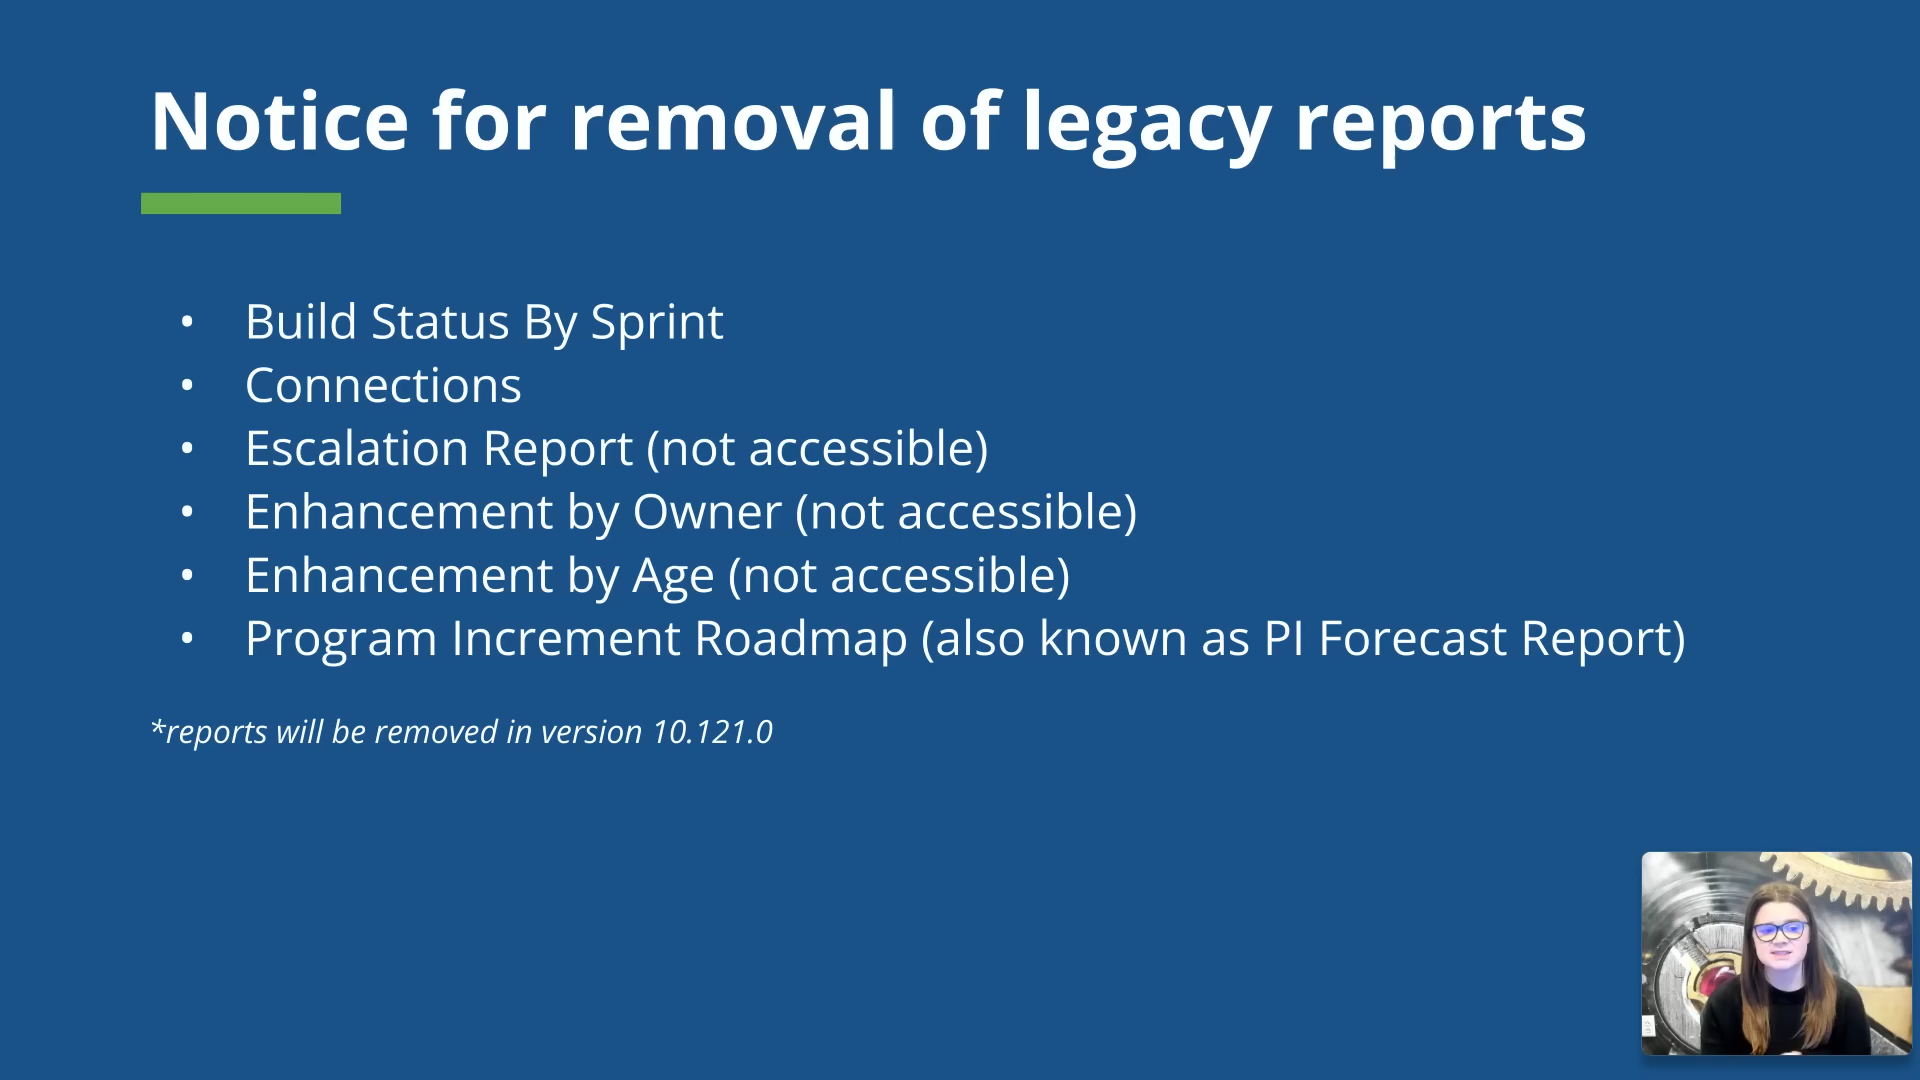 Notice for removal of legacy reports
• Build Status By Sprint
• Connections
• Escalation Report (not accessible)
• Enhancement by Owner (not accessible)
• Enhancement by Age (not accessible)
• Program Increment Roadmap (also known as PI Forecast Report)
*reports will be removed in version 10.121.0